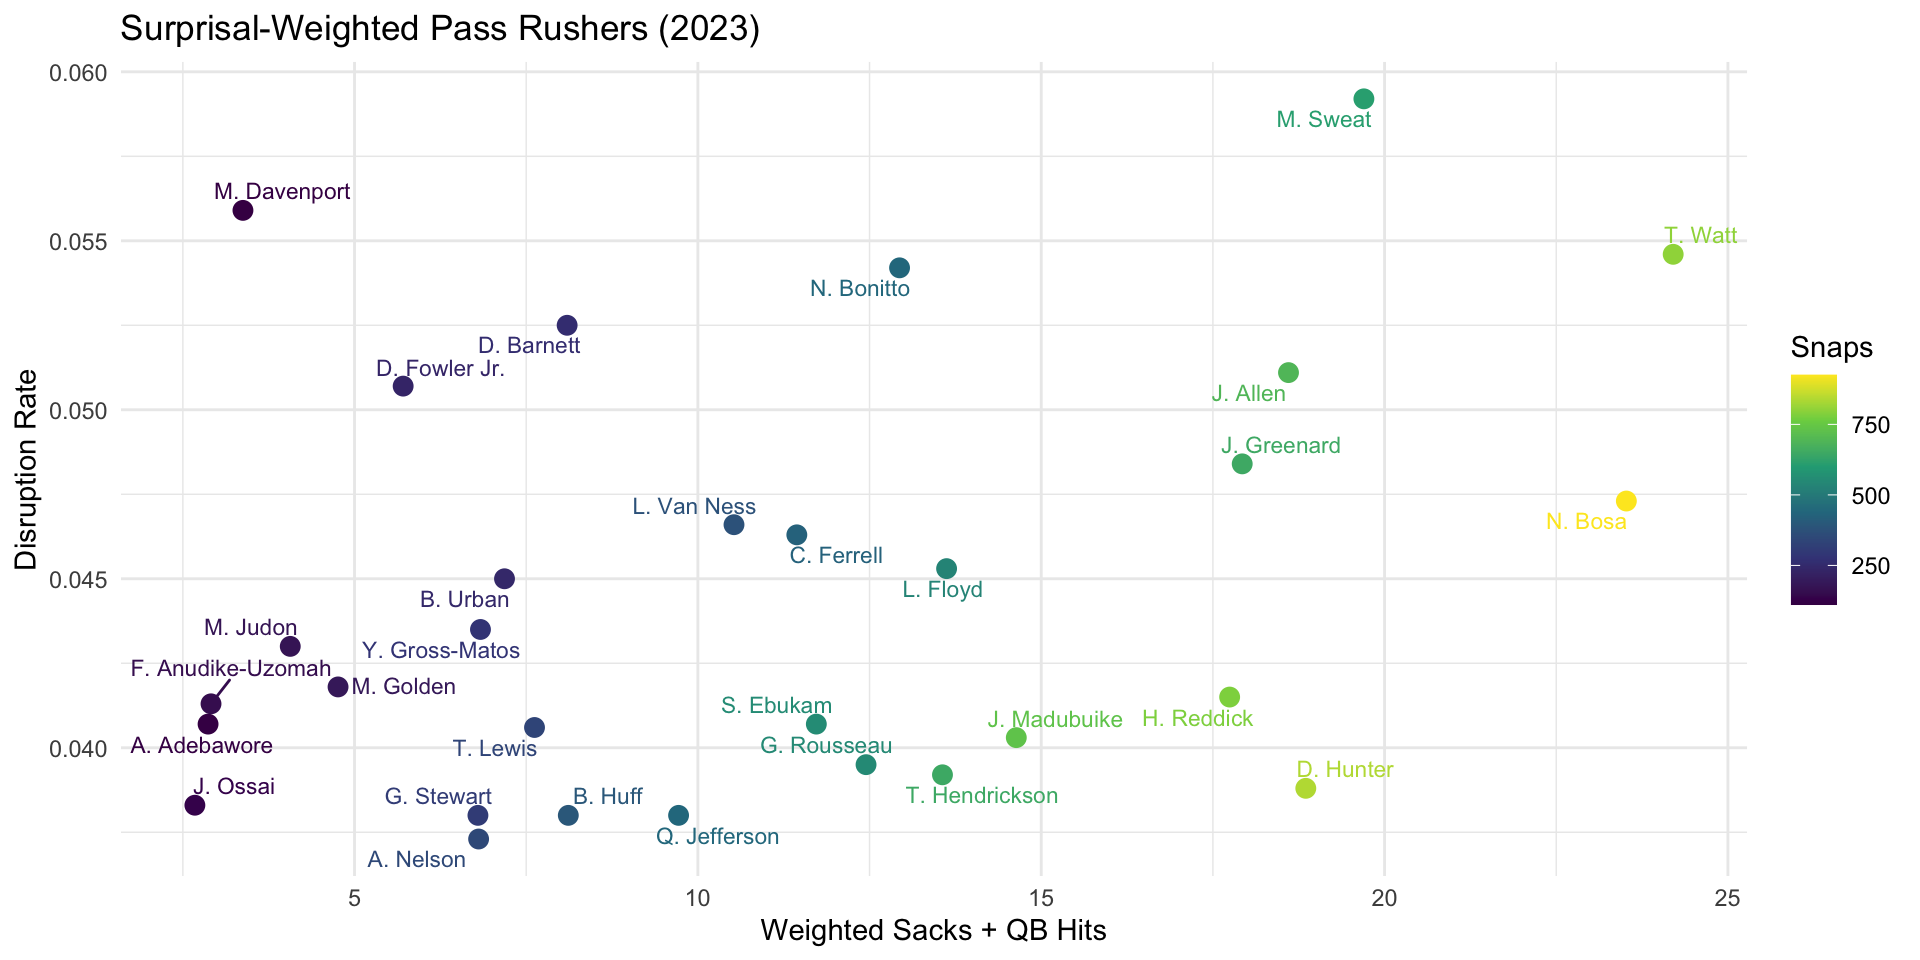 Surprisal-Weighted Pass Rushers (2023)
0.060
0.055
0.050
0.045
0.040
Disruption Rate
M. Sweat
M. Davenport
T. Watt
N. Bonitto
D. Barnett
D. Fowler Jr.
J. Allen
J. Greenard
L. Van Ness
N. Bosa
C. Ferrell
L. Floyd
B. Urban
M. Judon
Y. Gross-Matos
F. Anudike-Uzomah
M. Golden
S. Ebukam
J. Madubuike
H. Reddick
A. Adebawore
T. Lewis
G. Rousseau
D. Hunter
J. Ossai
G. Stewart
B. Huff
T. Hendrickson
Q. Jefferson
A. Nelson
5
10
15
20
25
Weighted Sacks + QB Hits
Snaps
750
500
250